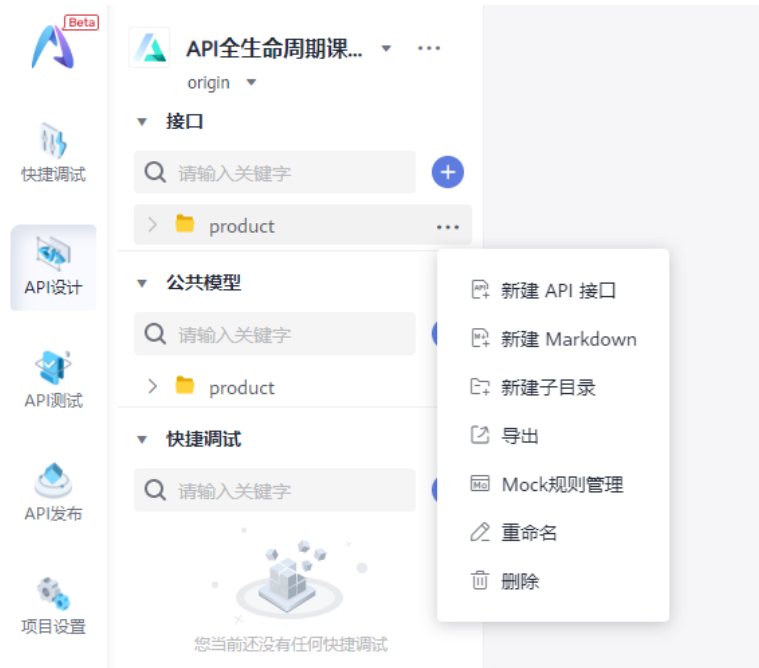 Beta
API全生命周期课...
origin
接口
快捷调试
请输入关键字
product
API设计
公共模型
请输入关键字
product
API测试
快捷调试
请输入关键字
API发布
您当前还没有任何快捷调试
项目设置
新建 API 接口
新建 Markdown
新建子目录
导出
Mo
Mock规则管理
重命名
删除